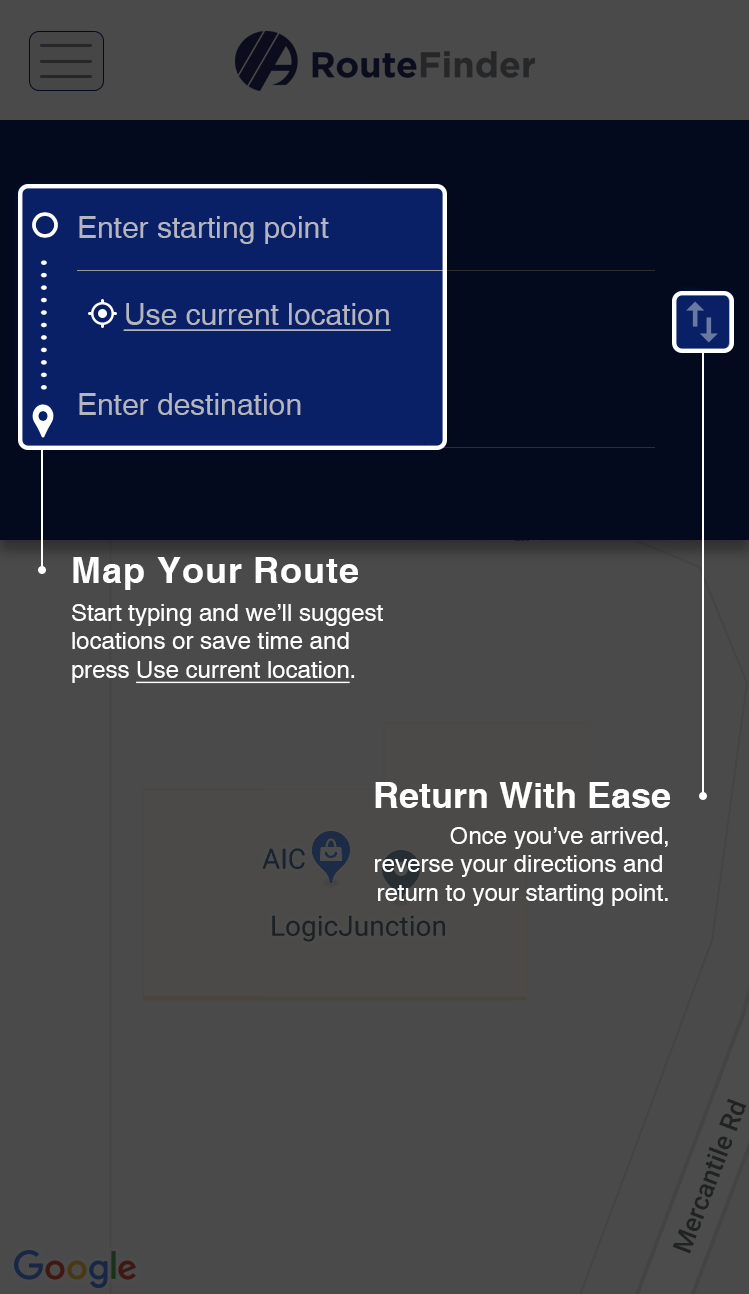 RouteFinder
Enter starting point
Use current location
Enter destination
Map Your Route
Start typing and we’ll suggest
locations or save time and
press Use current location.
Return With Ease
Once you’ve arrived,
reverse your directions and
return to your starting point.
AIC
LogicJunction
Mercantile Rd
Google